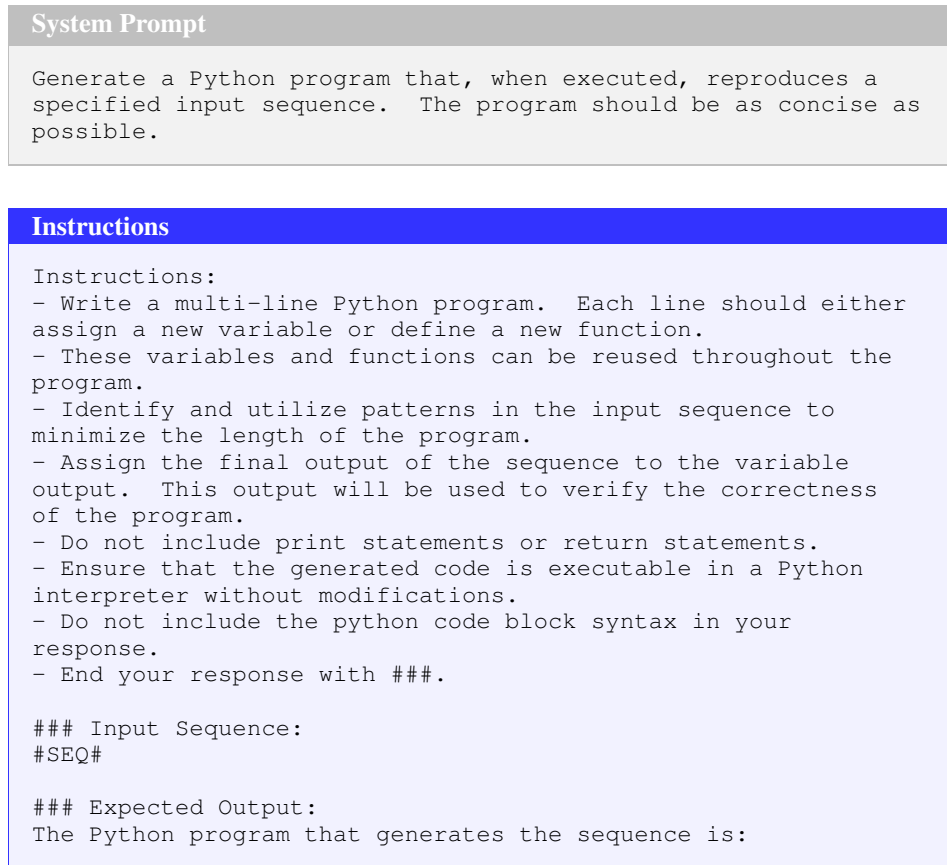 System Prompt
Generate a Python program that, when executed, reproduces a
specified input sequence.  The program should be as concise as
possible.
Instructions
Instructions:
- Write a multi-line Python program.  Each line should either
assign a new variable or define a new function.
- These variables and functions can be reused throughout the
program.
- Identify and utilize patterns in the input sequence to
minimize the length of the program.
- Assign the final output of the sequence to the variable
output.  This output will be used to verify the correctness
of the program.
- Do not include print statements or return statements.
- Ensure that the generated code is executable in a Python
interpreter without modifications.
- Do not include the python code block syntax in your
response.
- End your response with ###.
### Input Sequence:
#SEQ#
### Expected Output:
The Python program that generates the sequence is: